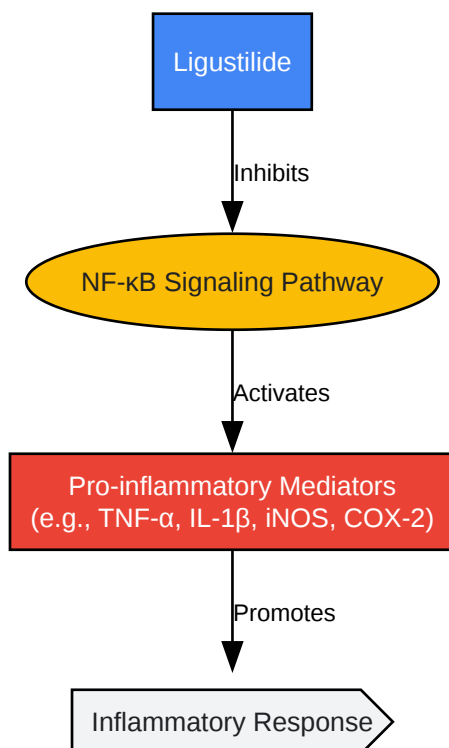 Ligustilide
Inhibits
NF-κB Signaling Pathway
Activates
Pro-inflammatory Mediators
(e.g., TNF-α, IL-1β, iNOS, COX-2)
Promotes
Inflammatory Response